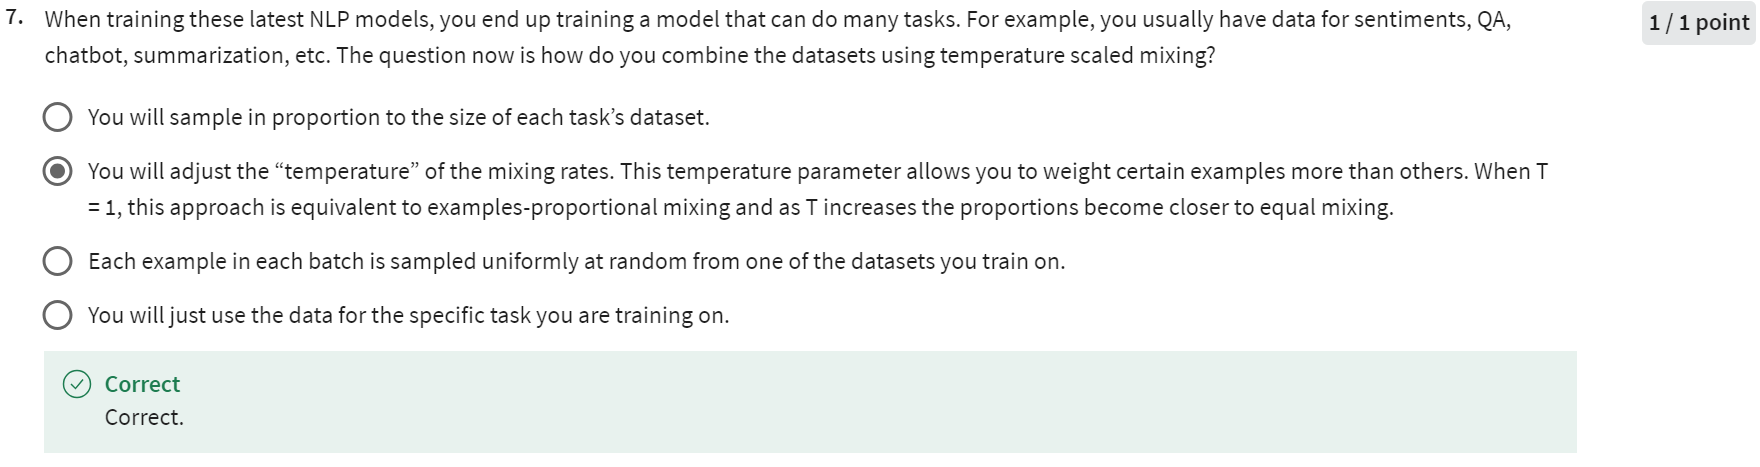 7. When training these latest NLP models, you end up training a model that can do many tasks. For example, you usually have data for sentiments, QA,
1 / 1 point
chatbot, summarization, etc. The question now is how do you combine the datasets using temperature scaled mixing?
You will sample in proportion to the size of each task’s dataset.
You will adjust the “temperature” of the mixing rates. This temperature parameter allows you to weight certain examples more than others. When T
= 1, this approach is equivalent to examples-proportional mixing and as T increases the proportions become closer to equal mixing.
Each example in each batch is sampled uniformly at random from one of the datasets you train on.
You will just use the data for the specific task you are training on.
Correct
Correct.